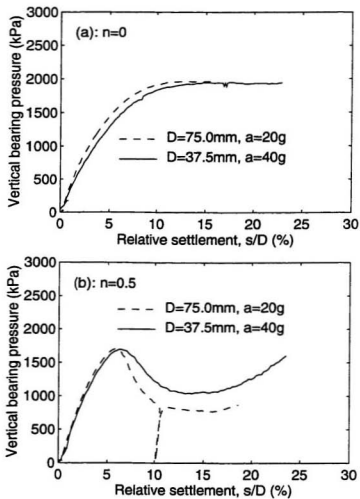 3000
(a): n=0
2500
2000
1500
D=75.0mm, a=20g
1000
D=37.5mm, a=40g
500
0
0 5 10 15 20 25 30
Vertical bearing pressure (kPa)
Relative settlement, s/D (%)
3000
(b): n=0.5
2500
D=75.0mm, a=20g
2000
D=37.5mm, a=40g
1500
1000
500
0
0 5 10 15 20 25 30
Vertical bearing pressure (kPa)
Relative settlement, s/D (%)